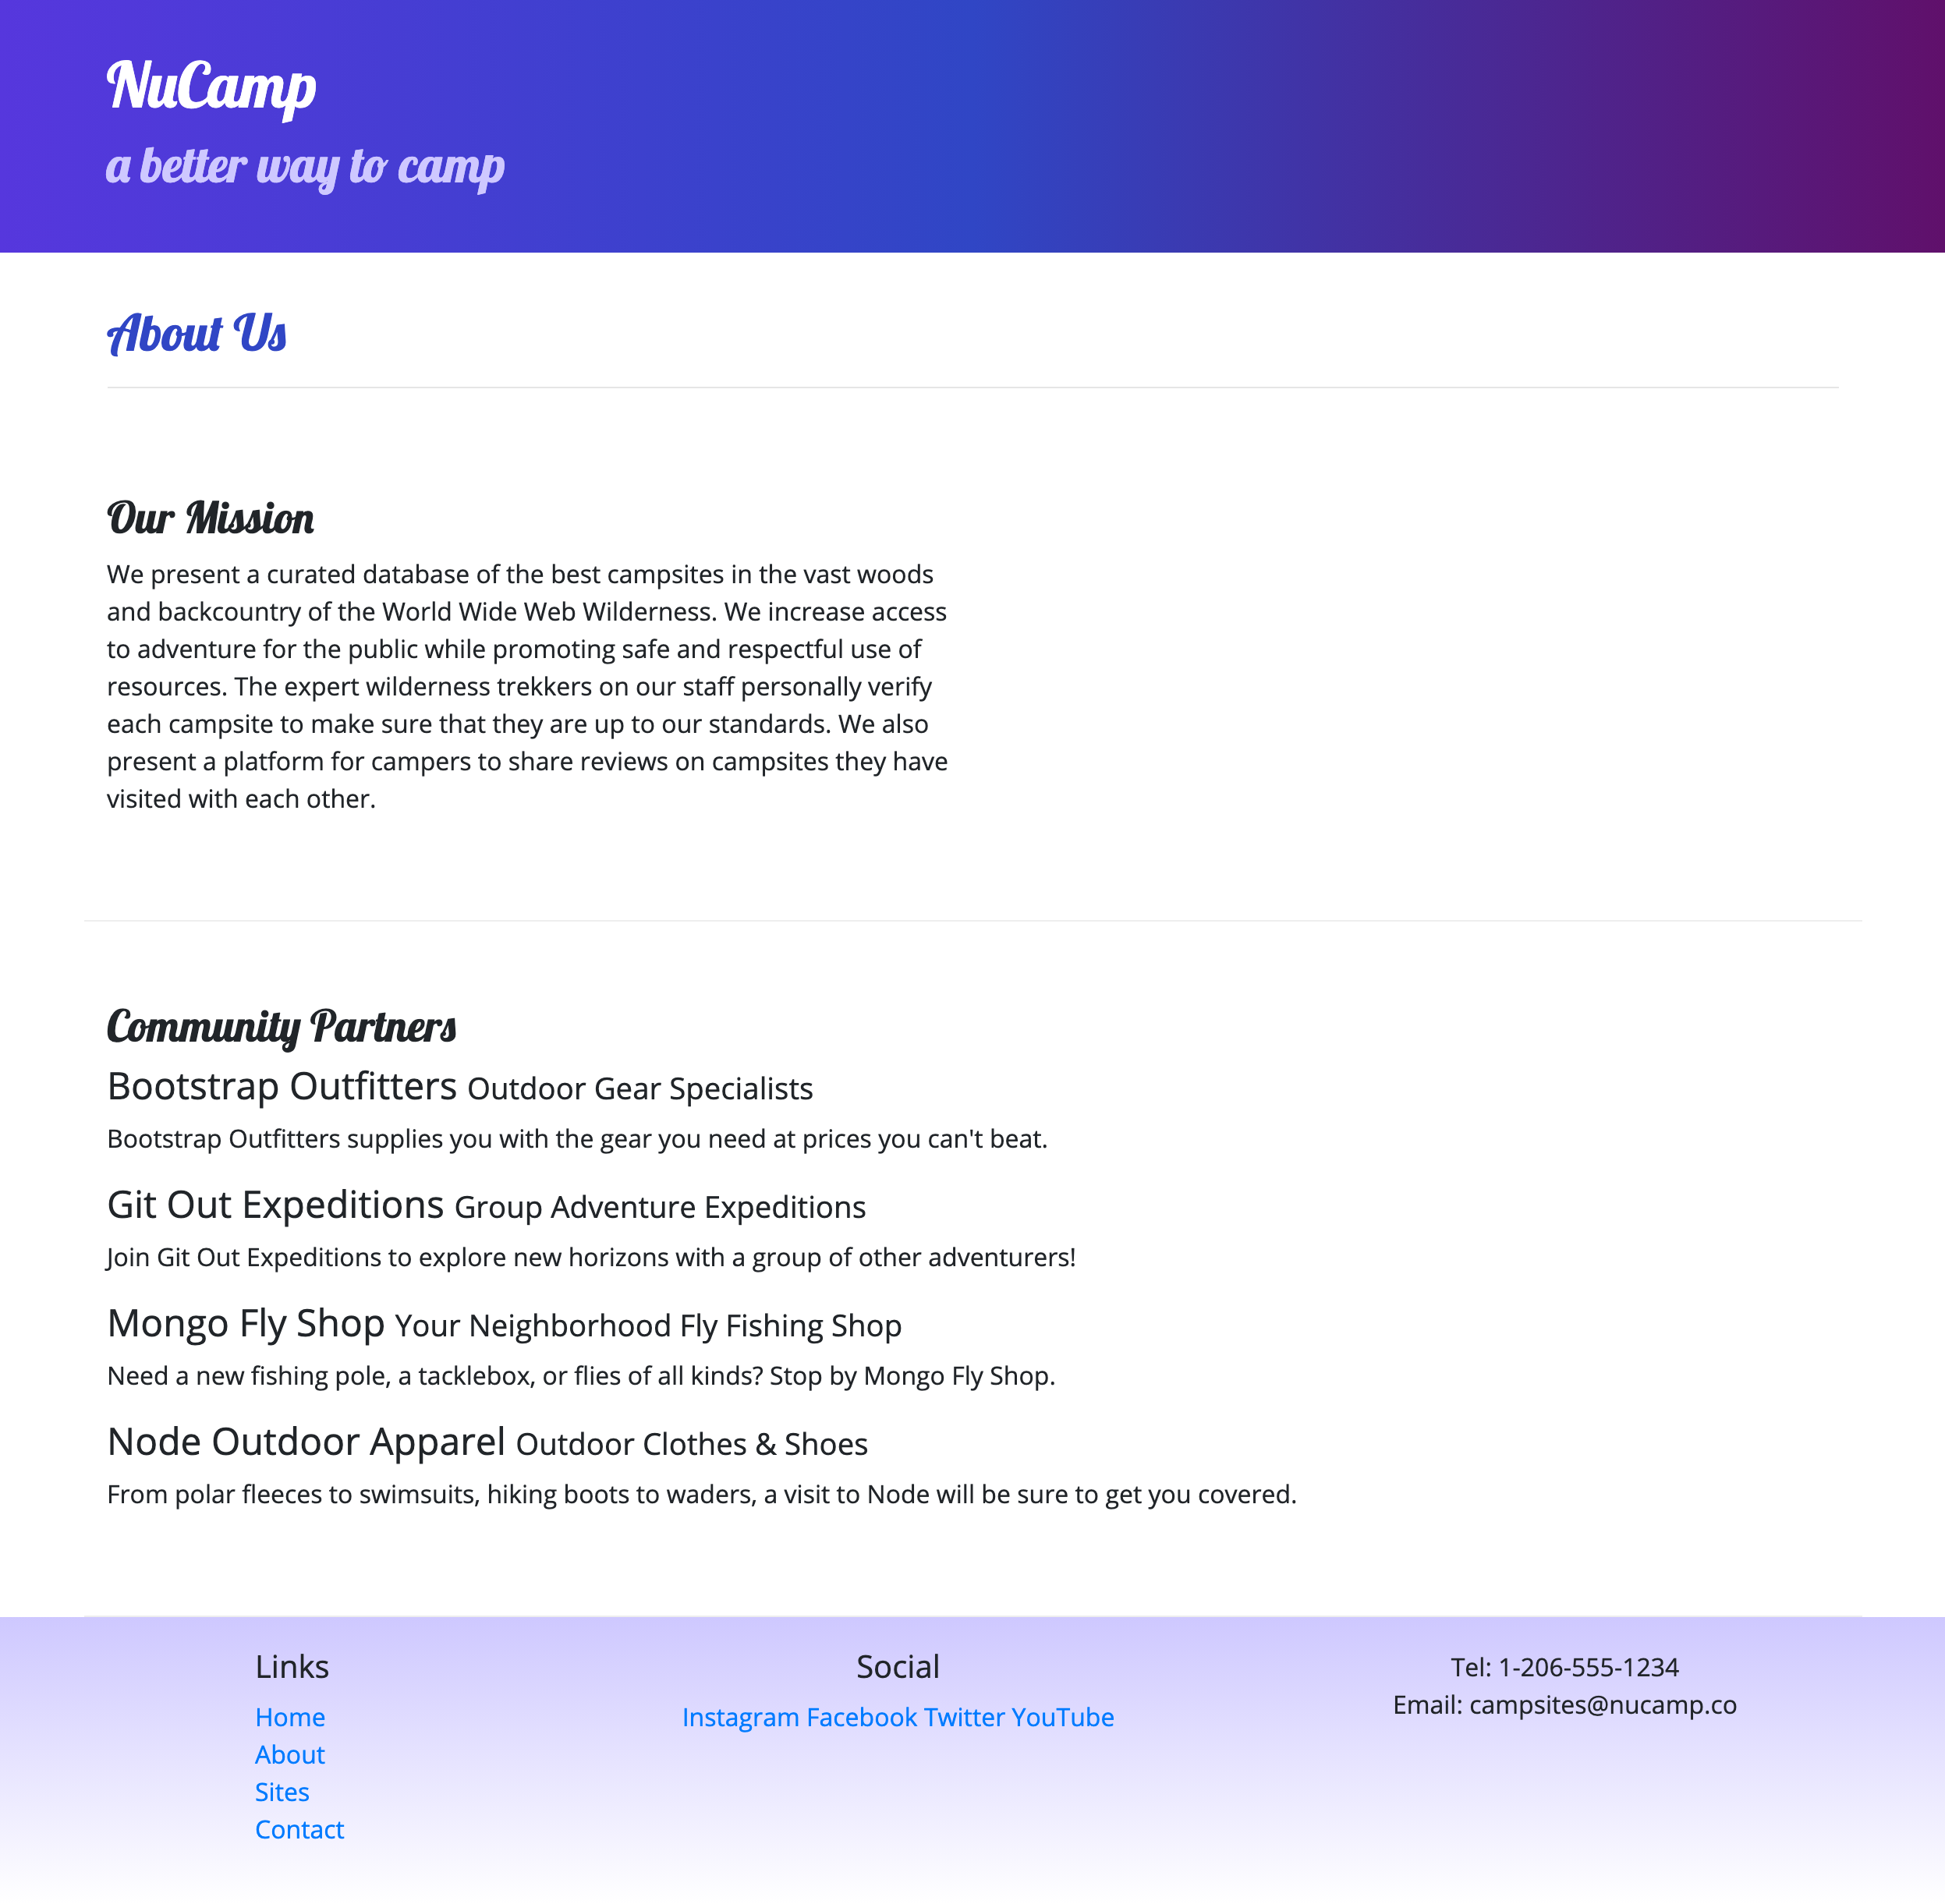 NuCamp
a better way to camp
About Us
Our Mission
We present a curated database of the best campsites in the vast woods
and backcountry of the World Wide Web Wilderness. We increase access
to adventure for the public while promoting safe and respectful use of
resources. The expert wilderness trekkers on our staff personally verify
each campsite to make sure that they are up to our standards. We also
present a platform for campers to share reviews on campsites they have
visited with each other.
Community Partners
Bootstrap Outfitters Outdoor Gear Specialists
Bootstrap Outfitters supplies you with the gear you need at prices you can't beat.
Git Out Expeditions Group Adventure Expeditions
Join Git Out Expeditions to explore new horizons with a group of other adventurers!
Mongo Fly Shop Your Neighborhood Fly Fishing Shop
Need a new fishing pole, a tacklebox, or flies of all kinds? Stop by Mongo Fly Shop.
Node Outdoor Apparel Outdoor Clothes & Shoes
From polar fleeces to swimsuits, hiking boots to waders, a visit to Node will be sure to get you covered.
Links
Home
About
Sites
Contact
Social
Instagram Facebook Twitter YouTube
Tel: 1-206-555-1234
Email: campsites@nucamp.co